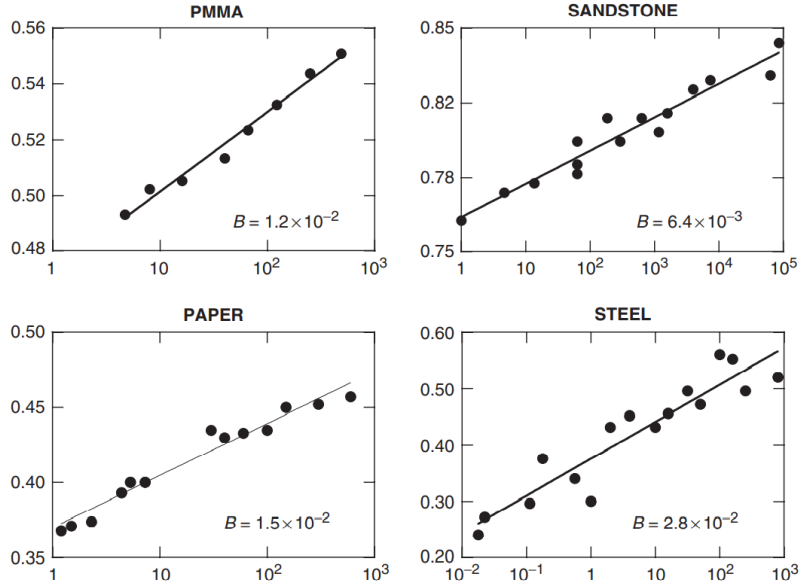 PMMA
0.56
0.54
0.52
0.50
0.48
B = 1.2×10⁻²
1 10 10² 10³
SANDSTONE
0.85
0.82
0.78
0.75
B = 6.4×10⁻³
1 10 10² 10³ 10⁴ 10⁵
PAPER
0.50
0.45
0.40
0.35
B = 1.5×10⁻²
1 10 10² 10³
STEEL
0.60
0.50
0.40
0.30
0.20
B = 2.8×10⁻²
10⁻² 10⁻¹ 1 10 10² 10³